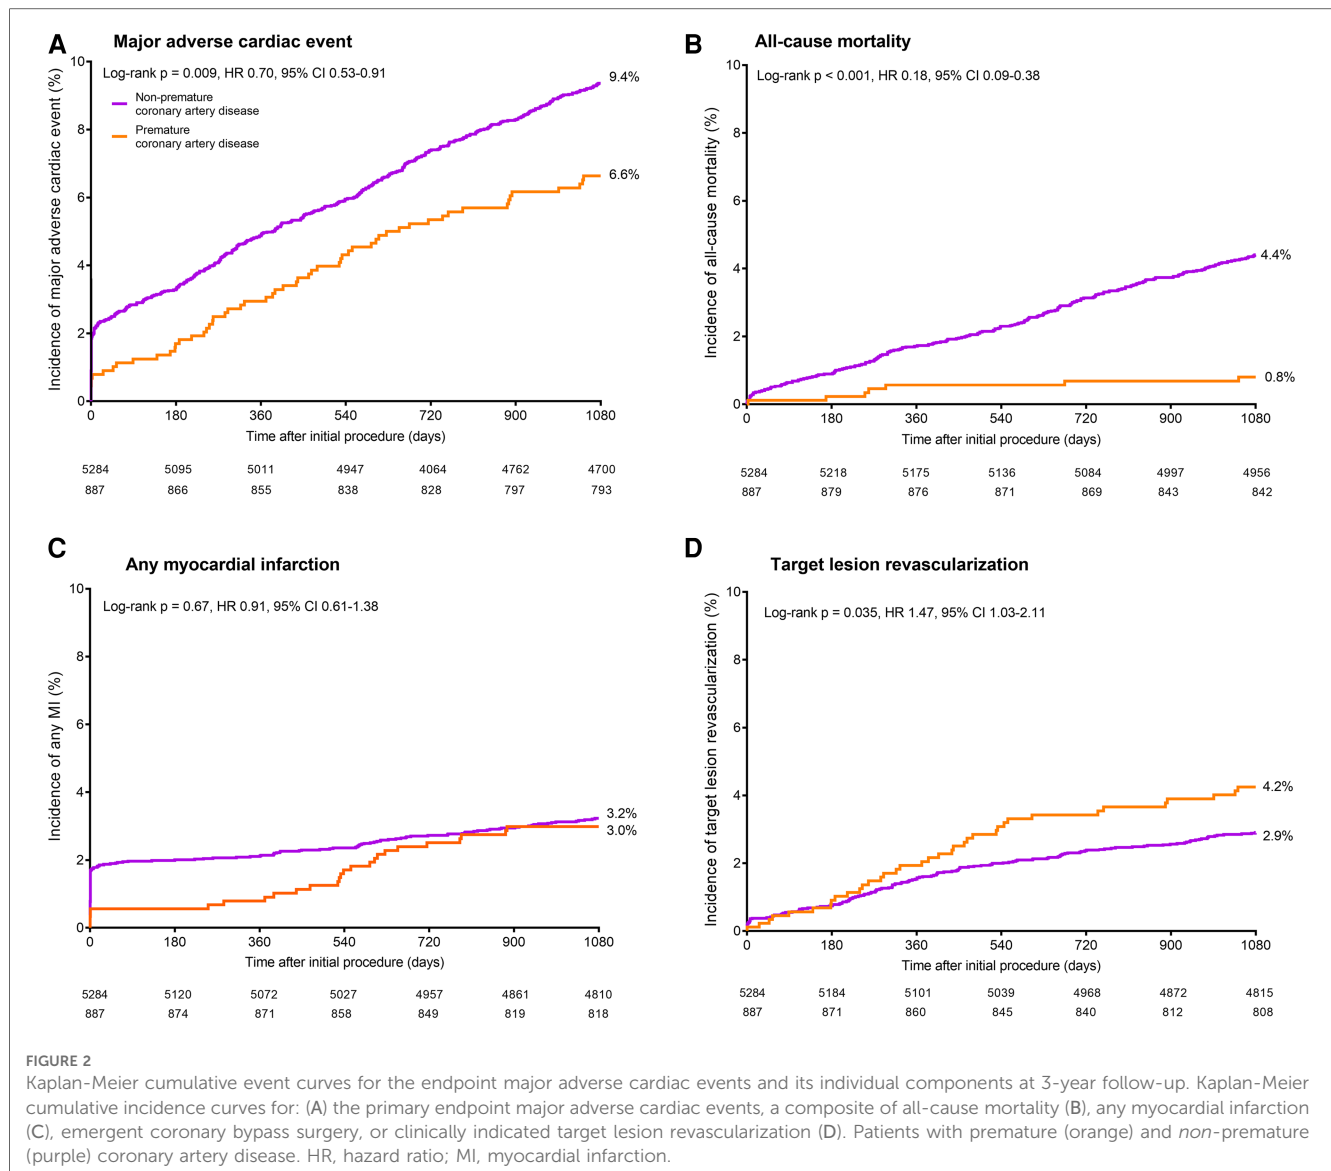 A Major adverse cardiac event
Log-rank p = 0.009, HR 0.70, 95% CI 0.53-0.91
Non-premature
coronary artery disease
Premature
coronary artery disease
Incidence of major adverse cardiac event (%)
10
8
6
4
2
0
9.4%
6.6%
0 180 360 540 720 900 1080
Time after initial procedure (days)
5284 5095 5011 4947 4064 4762 4700
887 866 855 838 828 797 793
B All-cause mortality
Log-rank p < 0.001, HR 0.18, 95% CI 0.09-0.38
Incidence of all-cause mortality (%)
10
8
6
4
2
0
4.4%
0.8%
0 180 360 540 720 900 1080
Time after initial procedure (days)
5284 5218 5175 5136 5084 4997 4956
887 879 876 871 869 843 842
C Any myocardial infarction
Log-rank p = 0.67, HR 0.91, 95% CI 0.61-1.38
Incidence of any MI (%)
10
8
6
4
2
0
3.2%
3.0%
0 180 360 540 720 900 1080
Time after initial procedure (days)
5284 5120 5072 5027 4957 4861 4810
887 874 871 858 849 819 818
D Target lesion revascularization
Log-rank p = 0.035, HR 1.47, 95% CI 1.03-2.11
Incidence of target lesion revascularization (%)
10
8
6
4
2
0
4.2%
2.9%
0 180 360 540 720 900 1080
Time after initial procedure (days)
5284 5184 5101 5039 4968 4872 4815
887 871 860 845 840 812 808
FIGURE 2
Kaplan-Meier cumulative event curves for the endpoint major adverse cardiac events and its individual components at 3-year follow-up. Kaplan-Meier
cumulative incidence curves for: (A) the primary endpoint major adverse cardiac events, a composite of all-cause mortality (B), any myocardial infarction
(C), emergent coronary bypass surgery, or clinically indicated target lesion revascularization (D). Patients with premature (orange) and non-premature
(purple) coronary artery disease. HR, hazard ratio; MI, myocardial infarction.